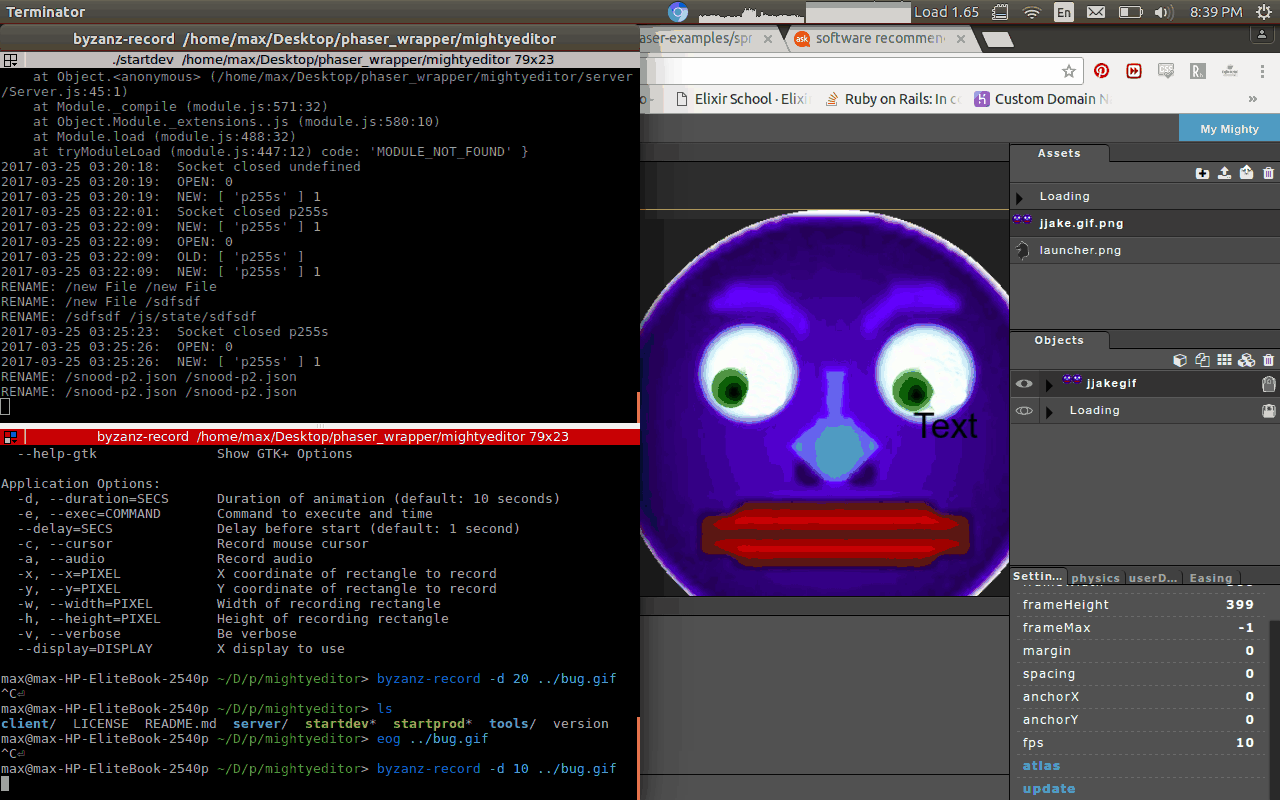 Terminator
Load 1.65
En
8:39 PM
byzanz-record /home/max/Desktop/phaser_wrapper/mightyeditor
./startdev /home/max/Desktop/phaser_wrapper/mightyeditor 79x23
    at Object.<anonymous> (/home/max/Desktop/phaser_wrapper/mightyeditor/server
/Server.js:45:1)
    at Module._compile (module.js:571:32)
    at Object.Module._extensions..js (module.js:580:10)
    at Module.load (module.js:488:32)
    at tryModuleLoad (module.js:447:12) code: 'MODULE_NOT_FOUND' }
2017-03-25 03:20:18:  Socket closed undefined
2017-03-25 03:20:19:  OPEN: 0
2017-03-25 03:20:19:  NEW: [ 'p255s' ] 1
2017-03-25 03:22:01:  Socket closed p255s
2017-03-25 03:22:09:  NEW: [ 'p255s' ] 1
2017-03-25 03:22:09:  OPEN: 0
2017-03-25 03:22:09:  OLD: [ 'p255s' ]
2017-03-25 03:22:09:  NEW: [ 'p255s' ] 1
RENAME: /new File /new File
RENAME: /new File /sdfsdf
RENAME: /sdfsdf /js/state/sdfsdf
2017-03-25 03:25:23:  Socket closed p255s
2017-03-25 03:25:26:  OPEN: 0
2017-03-25 03:25:26:  NEW: [ 'p255s' ] 1
RENAME: /snood-p2.json /snood-p2.json
RENAME: /snood-p2.json /snood-p2.json
byzanz-record /home/max/Desktop/phaser_wrapper/mightyeditor 79x23
  --help-gtk               Show GTK+ Options
Application Options:
  -d, --duration=SECS      Duration of animation (default: 10 seconds)
  -e, --exec=COMMAND       Command to execute and time
  --delay=SECS             Delay before start (default: 1 second)
  -c, --cursor             Record mouse cursor
  -a, --audio              Record audio
  -x, --x=PIXEL            X coordinate of rectangle to record
  -y, --y=PIXEL            Y coordinate of rectangle to record
  -w, --width=PIXEL        Width of recording rectangle
  -h, --height=PIXEL       Height of recording rectangle
  -v, --verbose            Be verbose
  --display=DISPLAY        X display to use
max@max-HP-EliteBook-2540p ~/D/p/mightyeditor> byzanz-record -d 20 ../bug.gif
^C⏎
max@max-HP-EliteBook-2540p ~/D/p/mightyeditor> ls
client/  LICENSE  README.md  server/  startdev*  startprod*  tools/  version
max@max-HP-EliteBook-2540p ~/D/p/mightyeditor> eog ../bug.gif
^C⏎
max@max-HP-EliteBook-2540p ~/D/p/mightyeditor> byzanz-record -d 10 ../bug.gif
aser-examples/spr
software recommen
Elixir School · Elixi
Ruby on Rails: In c
Custom Domain N
My Mighty
Assets
Loading
jjake.gif.png
launcher.png
Objects
jjakegif
Loading
Text
Settin... physics userD... Easing
frameHeight 399
frameMax -1
margin 0
spacing 0
anchorX 0
anchorY 0
fps 10
atlas
update